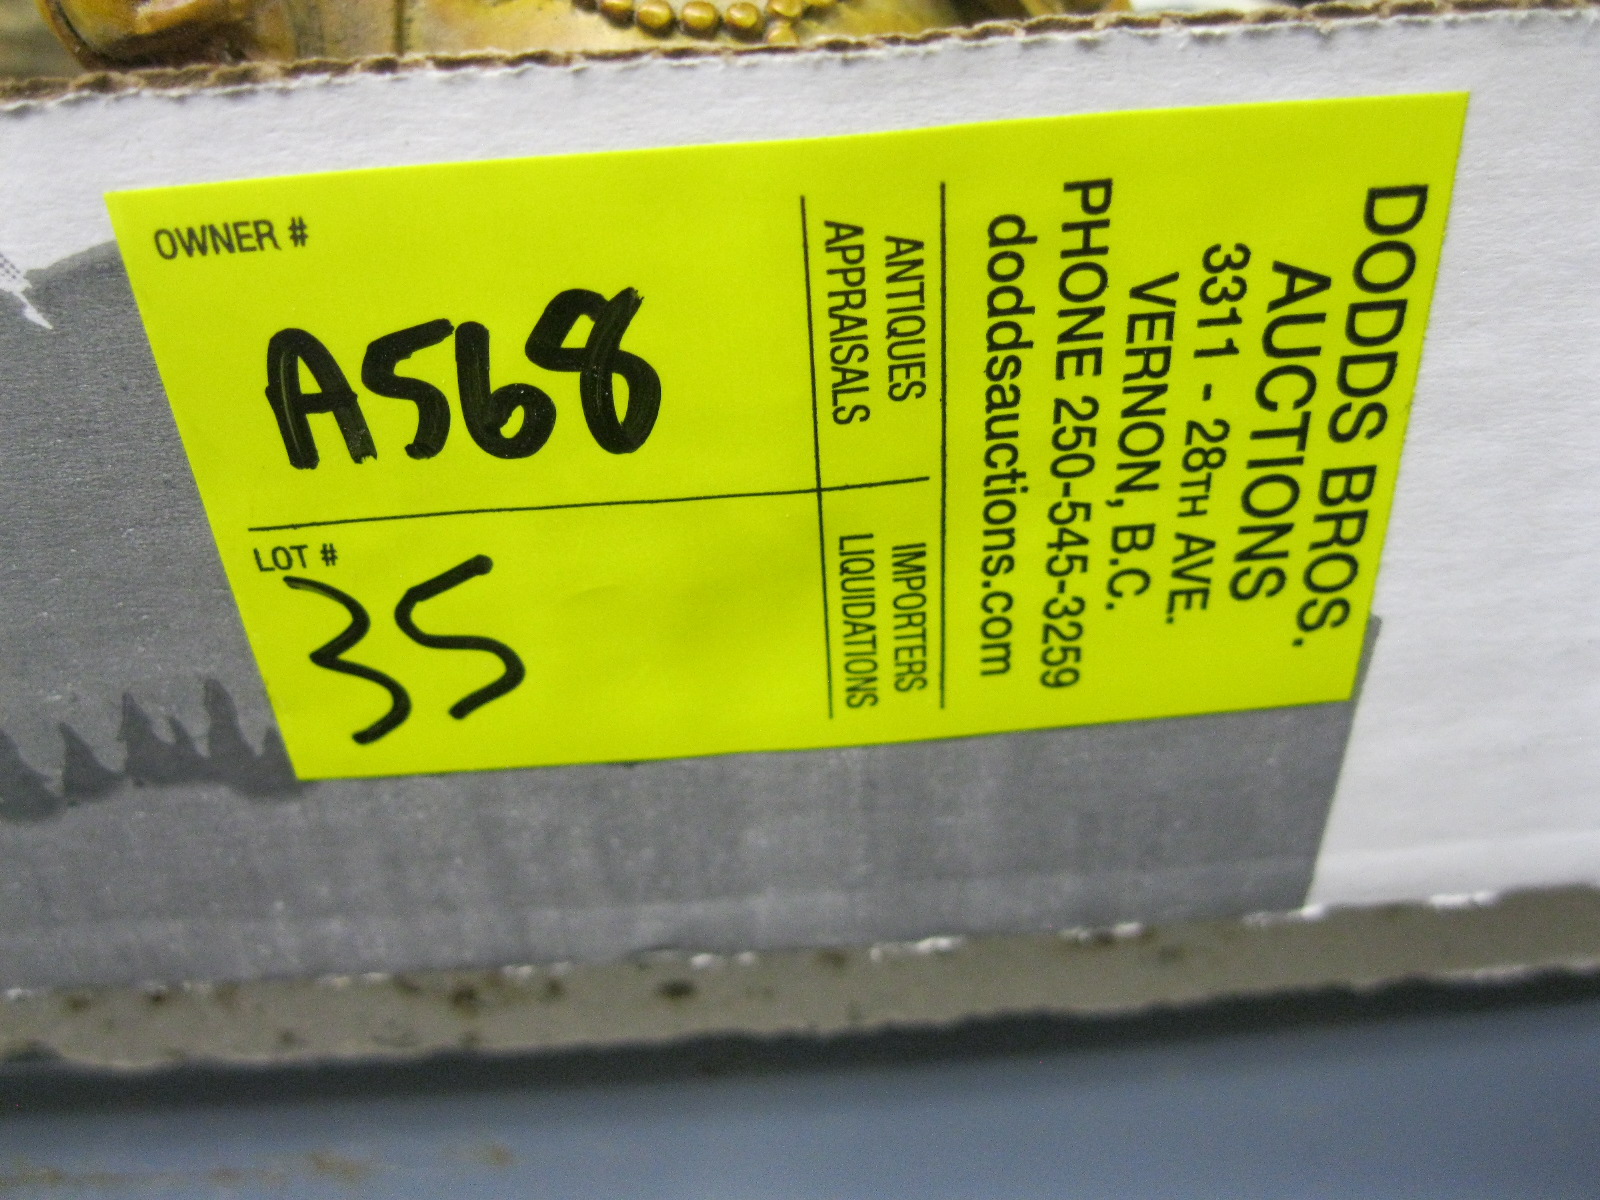 DODDS BROS.
AUCTIONS
3311 - 28TH AVE.
VERNON, B.C.
PHONE 250-545-3259
doddsauctions.com
ANTIQUES
APPRAISALS
IMPORTERS
LIQUIDATIONS
OWNER #
A568
LOT #
35